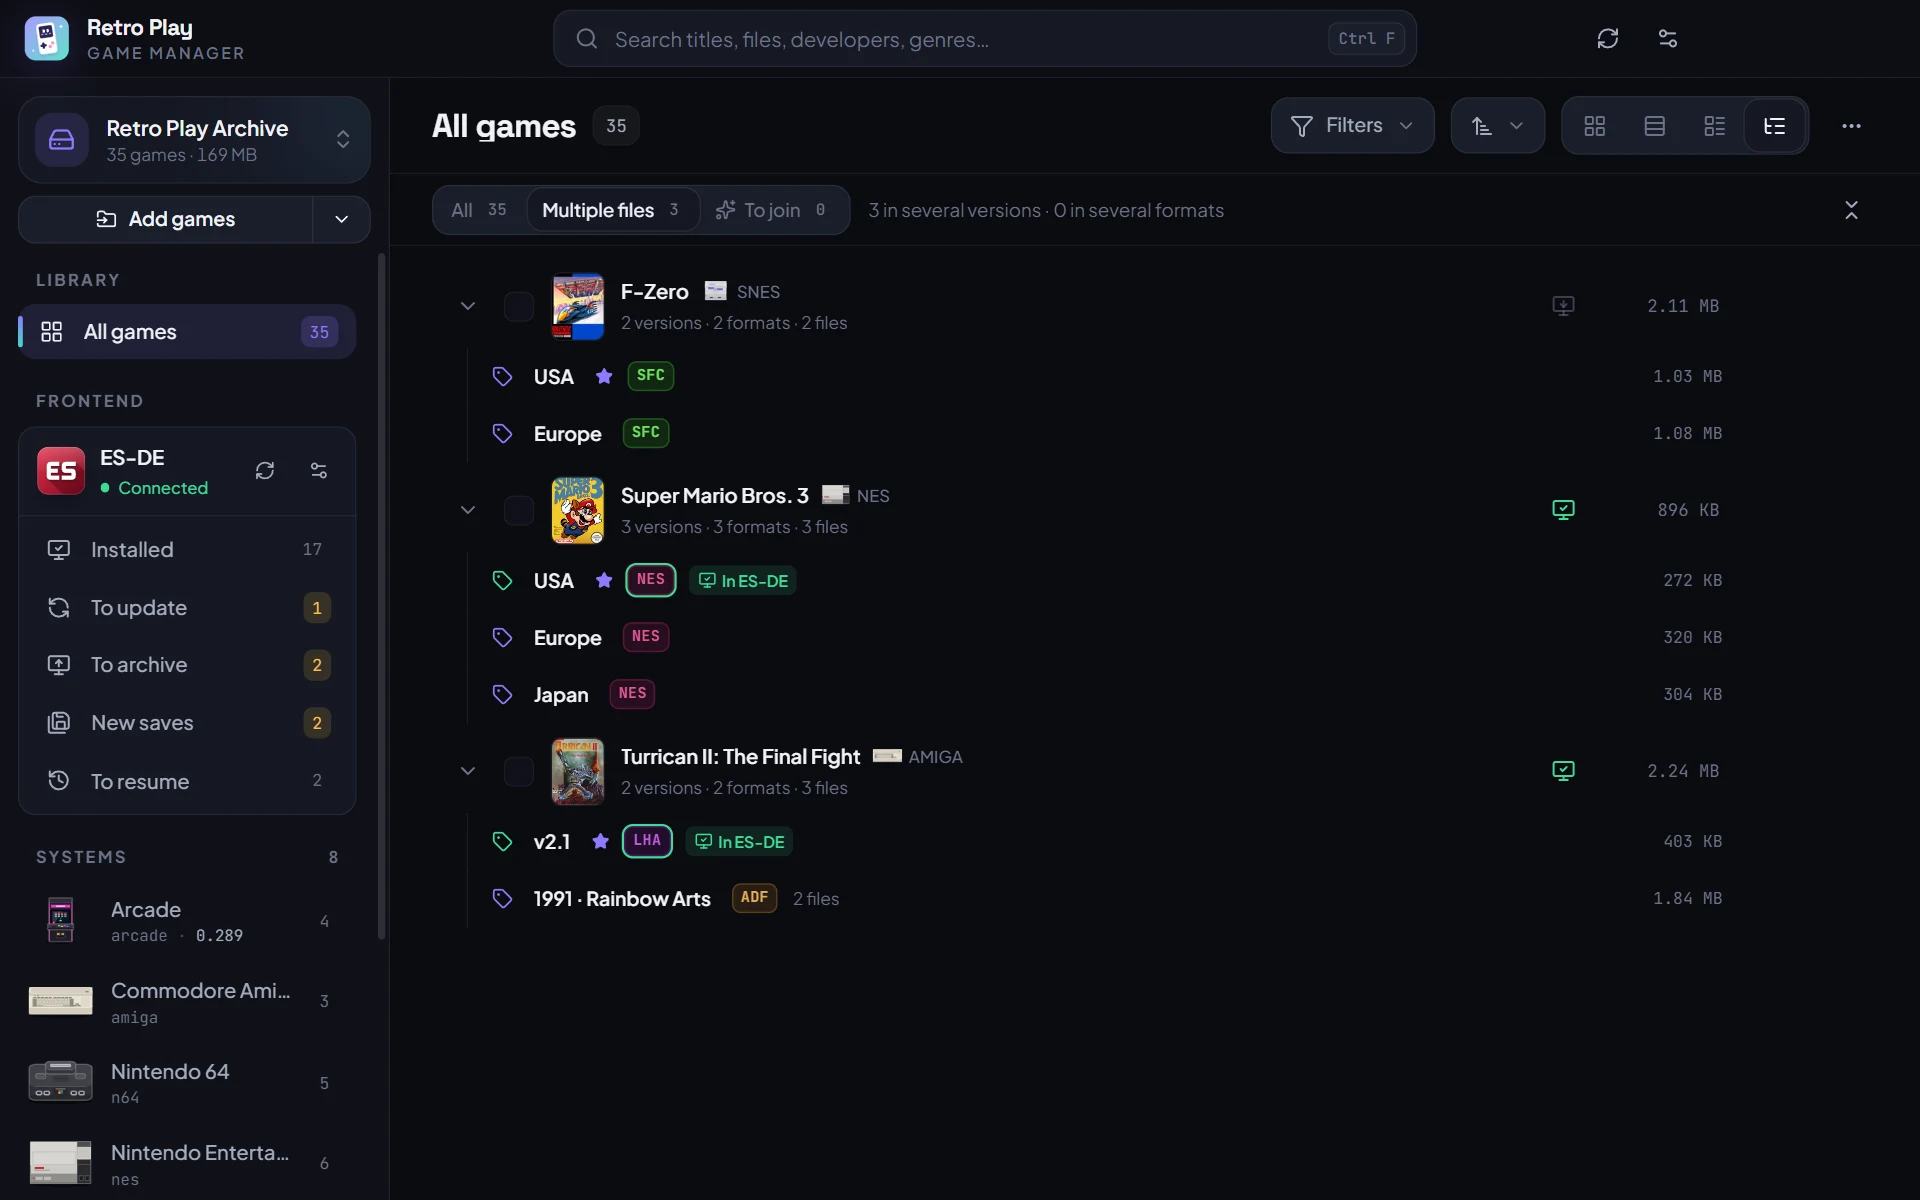 Retro Play
GAME MANAGER
Search titles, files, developers, genres…
Ctrl F
Retro Play Archive
35 games · 169 MB
Add games
LIBRARY
All games 35
FRONTEND
ES
ES-DE
Connected
Installed 17
To update 1
To archive 2
New saves 2
To resume 2
SYSTEMS 8
Arcade 4
arcade · 0.289
Commodore Ami… 3
amiga
Nintendo 64 5
n64
Nintendo Enterta… 6
nes
All games 35
Filters
All 35 Multiple files 3 To join 0 3 in several versions · 0 in several formats
F-Zero SNES 2.11 MB
2 versions · 2 formats · 2 files
USA SFC 1.03 MB
Europe SFC 1.08 MB
Super Mario Bros. 3 NES 896 KB
3 versions · 3 formats · 3 files
USA NES In ES-DE 272 KB
Europe NES 320 KB
Japan NES 304 KB
Turrican II: The Final Fight AMIGA 2.24 MB
2 versions · 2 formats · 3 files
v2.1 LHA In ES-DE 403 KB
1991 · Rainbow Arts ADF 2 files 1.84 MB